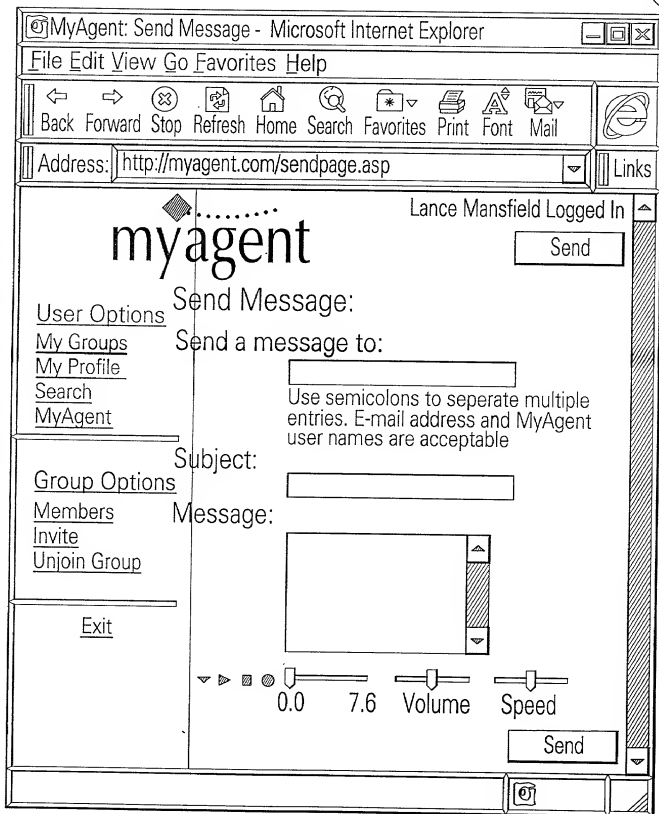 MyAgent: Send Message - Microsoft Internet Explorer
File Edit View Go Favorites Help
Back Forward Stop Refresh Home Search Favorites Print Font Mail
Address: http://myagent.com/sendpage.asp Links
myagent
Lance Mansfield Logged In
Send
User Options
My Groups
My Profile
Search
MyAgent
Group Options
Members
Invite
Unjoin Group
Exit
Send Message:
Send a message to:
Use semicolons to seperate multiple
entries. E-mail address and MyAgent
user names are acceptable
Subject:
Message:
0.0 7.6 Volume Speed
Send